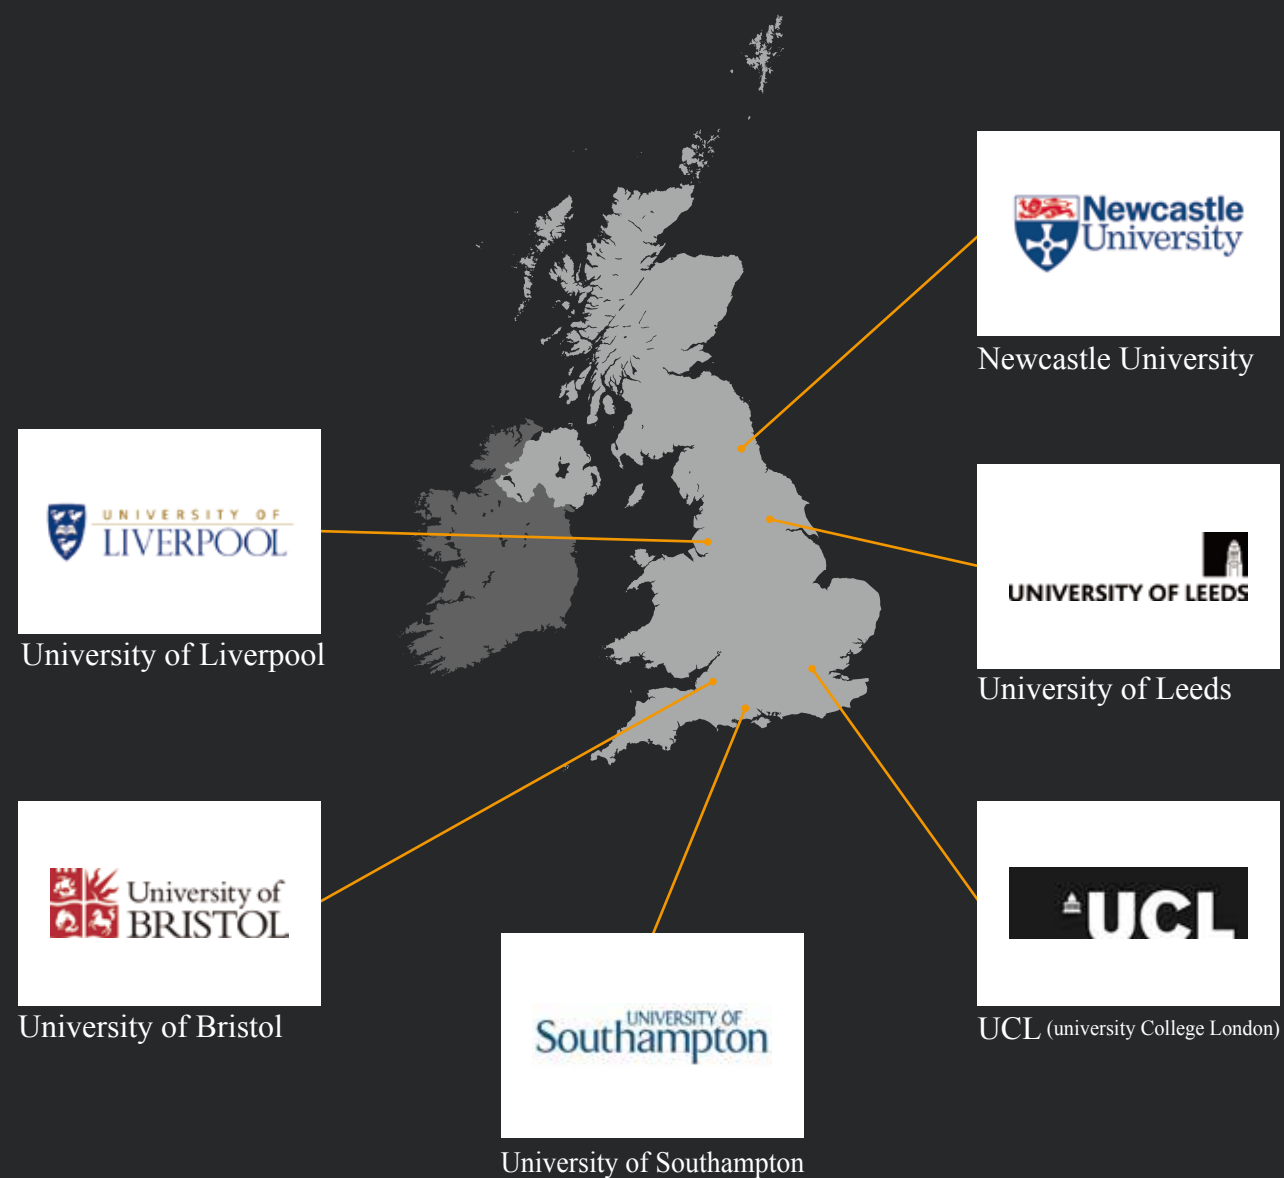 Newcastle
University
Newcastle University
UNIVERSITY OF
LIVERPOOL
University of Liverpool
UNIVERSITY OF LEEDS
University of Leeds
University of
BRISTOL
University of Bristol
UCL
UCL (university College London)
UNIVERSITY OF
Southampton
University of Southampton